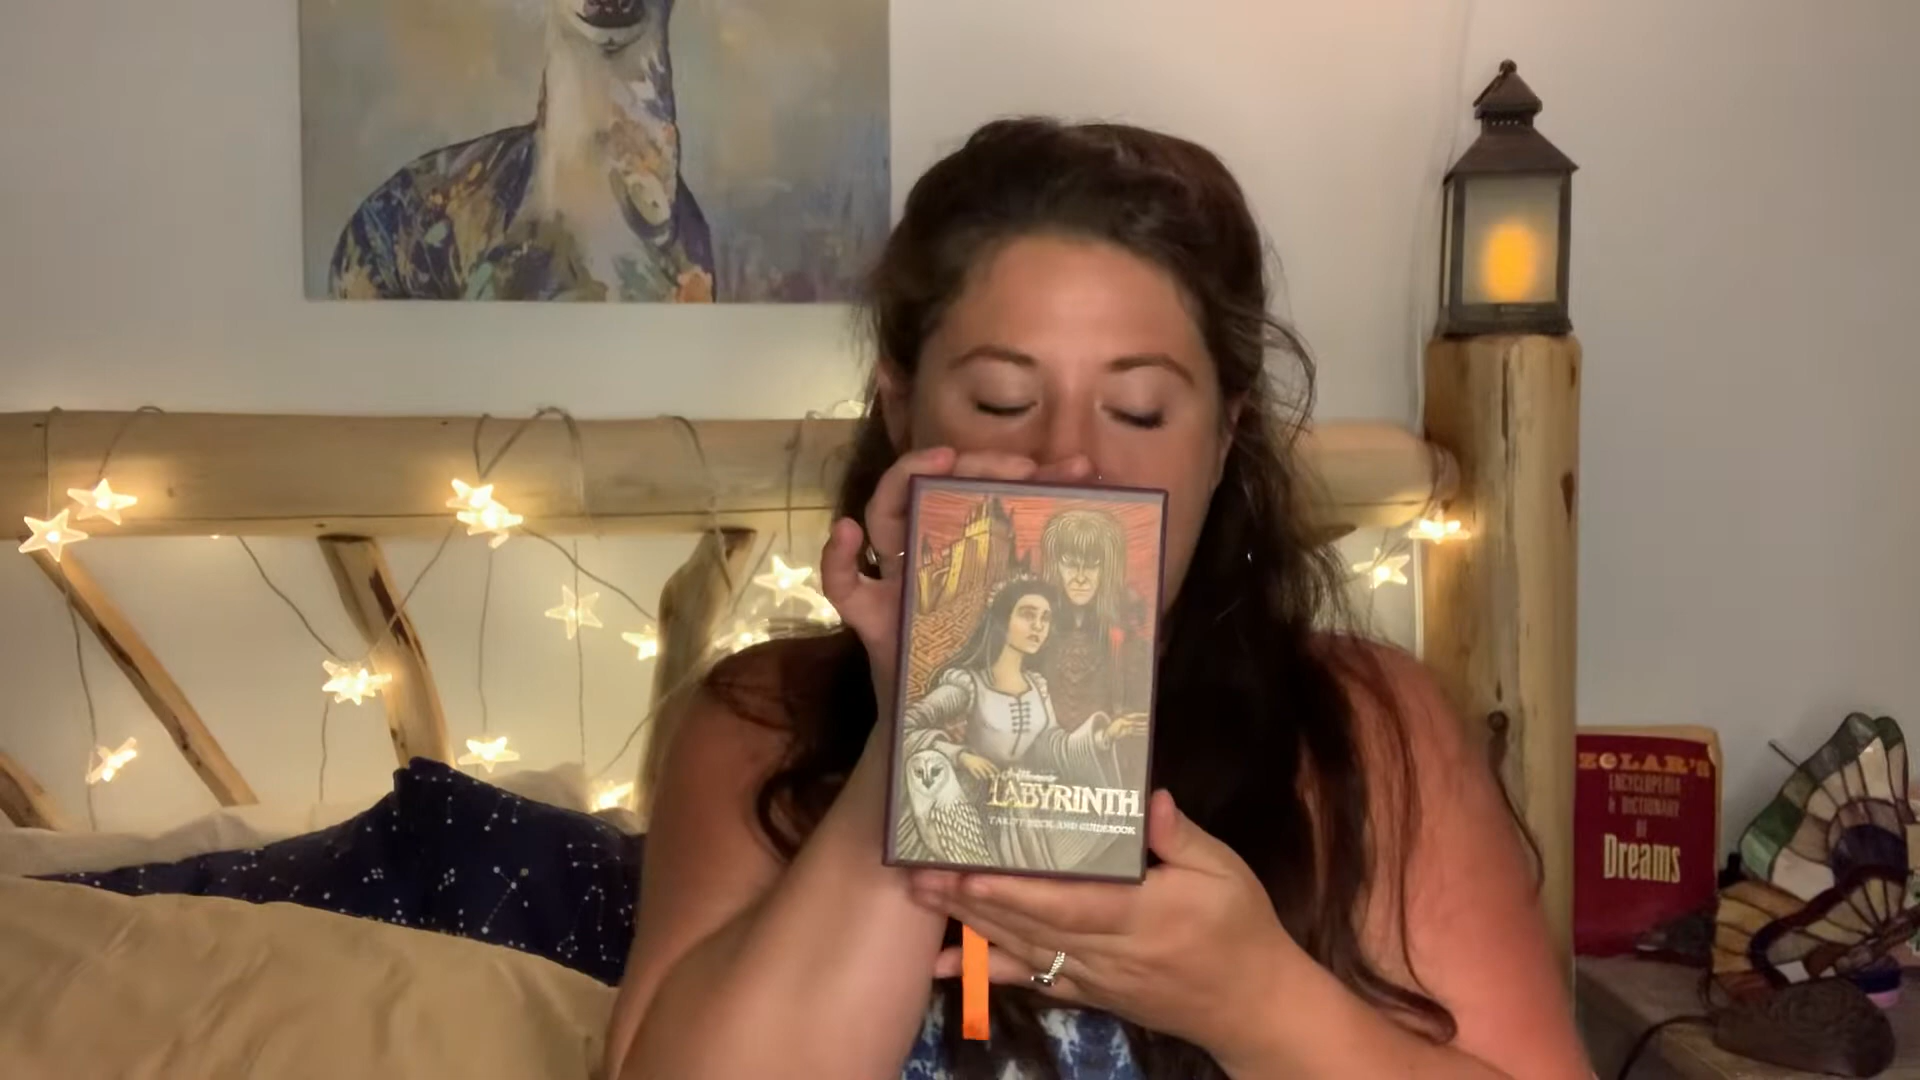 LABYRINTH
TAROT DECK AND GUIDEBOOK
ZOLAR'S
ENCYCLOPEDIA
& DICTIONARY
OF
Dreams